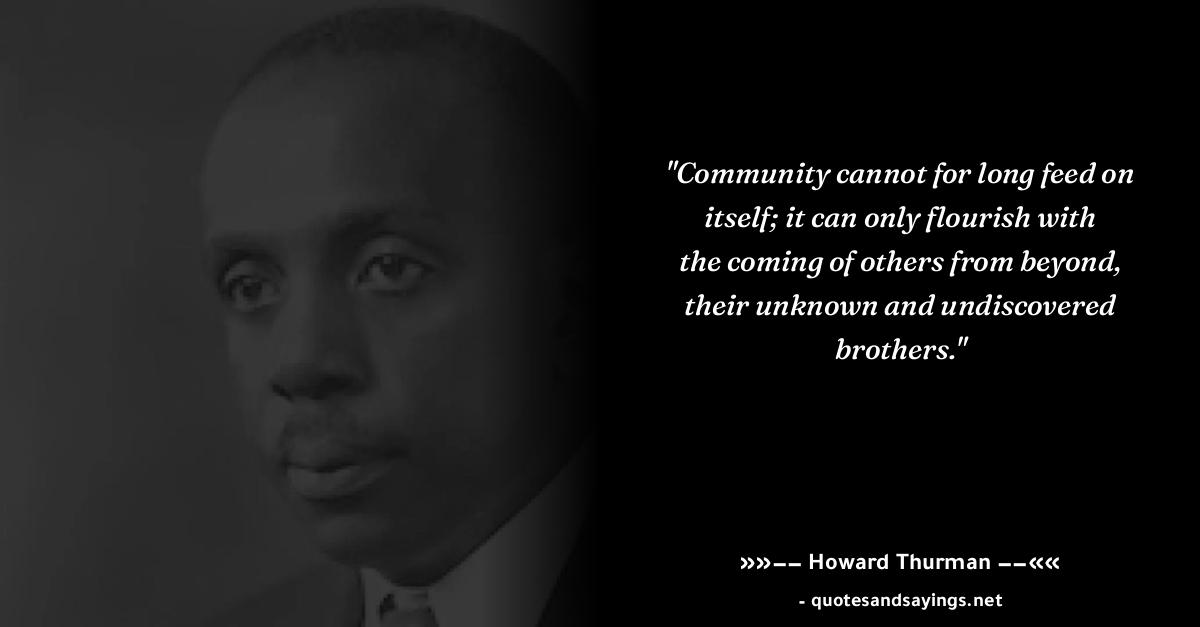 "Community cannot for long feed on
itself; it can only flourish with
the coming of others from beyond,
their unknown and undiscovered
brothers."
»»–– Howard Thurman ––««
- quotesandsayings.net